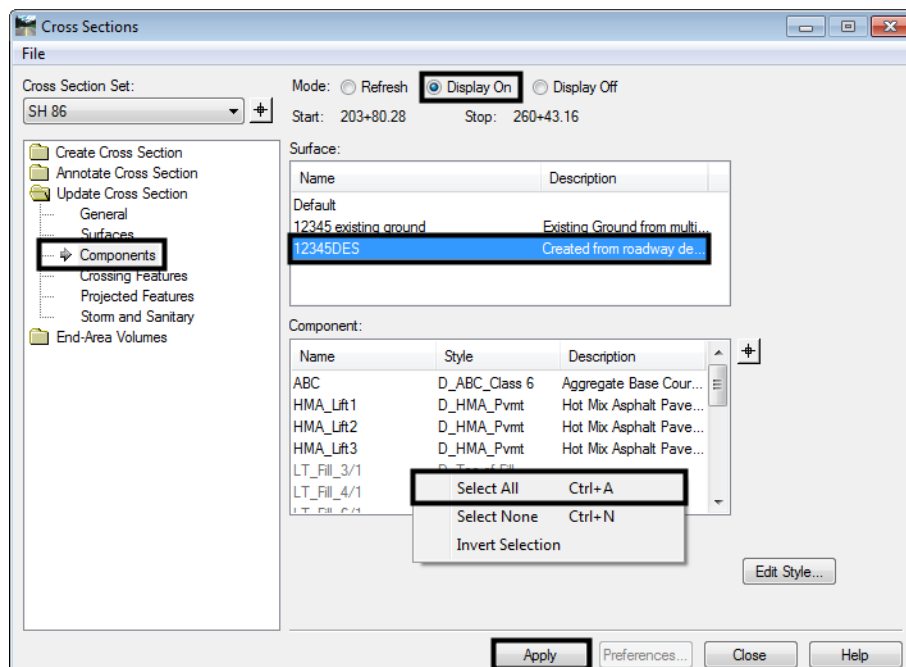 Cross Sections
File
Cross Section Set:
SH 86
Mode: Refresh Display On Display Off
Start: 203+80.28 Stop: 260+43.16
Create Cross Section
Annotate Cross Section
Update Cross Section
General
Surfaces
Components
Crossing Features
Projected Features
Storm and Sanitary
End-Area Volumes
Surface:
Name Description
Default
12345 existing ground Existing Ground from multi...
12345DES Created from roadway de...
Component:
Name Style Description
ABC D_ABC_Class 6 Aggregate Base Cour...
HMA_Lift1 D_HMA_Pvmt Hot Mix Asphalt Pave...
HMA_Lift2 D_HMA_Pvmt Hot Mix Asphalt Pave...
HMA_Lift3 D_HMA_Pvmt Hot Mix Asphalt Pave...
LT_Fill_3/1
LT_Fill_4/1
Select All Ctrl+A
Select None Ctrl+N
Invert Selection
Edit Style...
Apply Preferences... Close Help